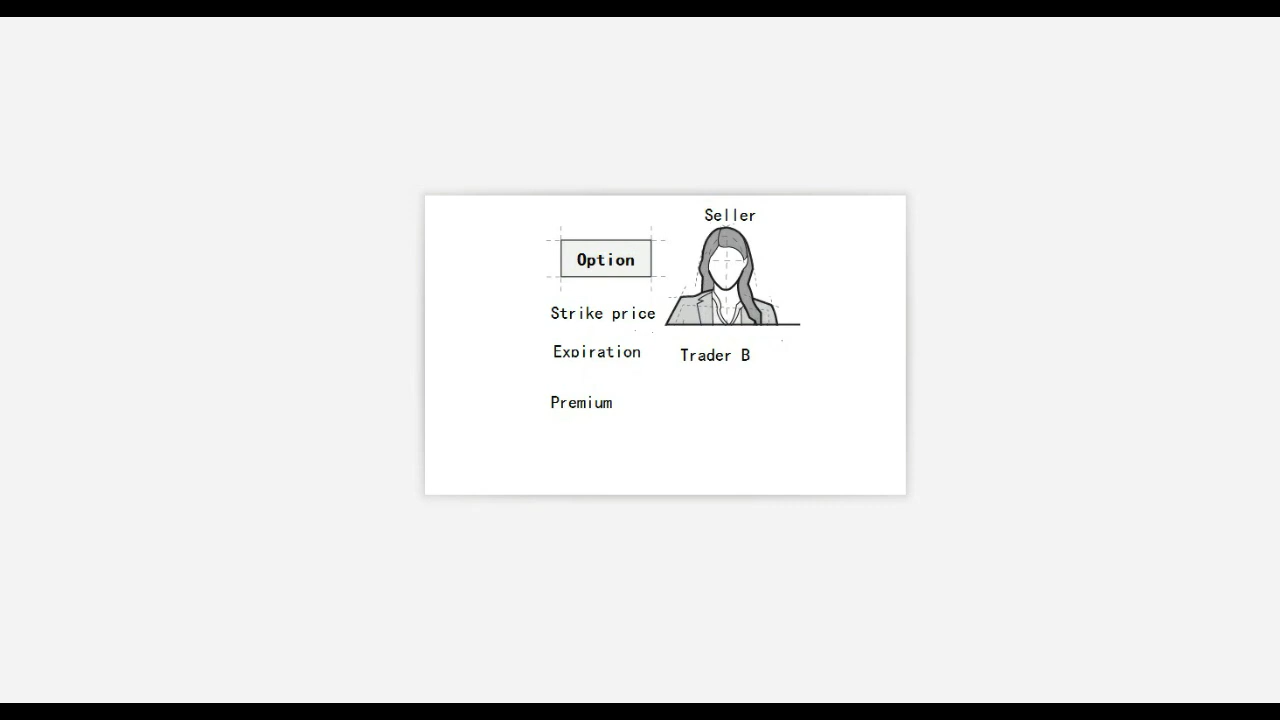 Seller
Option
Strike price
Expiration
Trader B
Premium